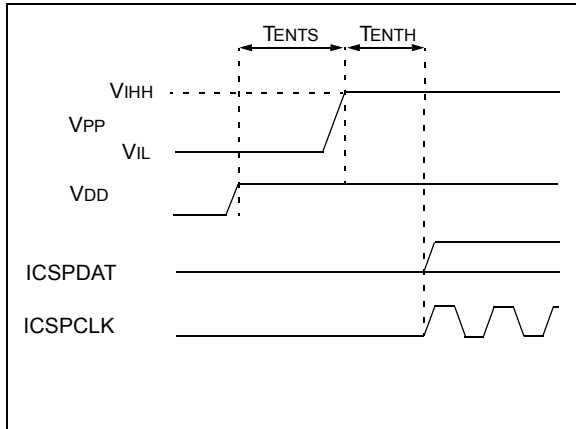 TENTS TENTH
VIHH
VPP
VIL
VDD
ICSPDAT
ICSPCLK